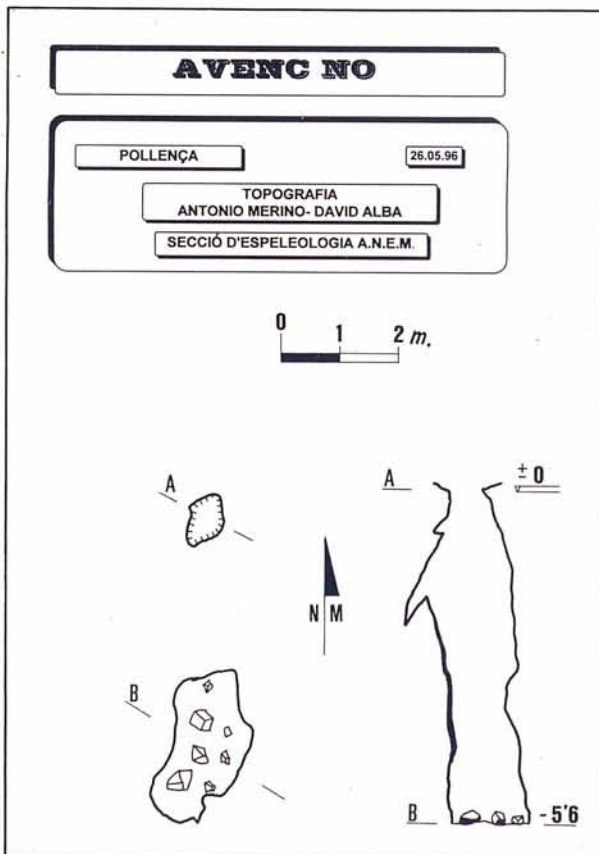 AVENC NO
POLLENÇA
26.05.96
TOPOGRAFIA
ANTONIO MERINO- DAVID ALBA
SECCIÓ D'ESPELEOLOGIA A.N.E.M.
0 1 2 m.
A
A ± 0
N M
B
B - 5'6